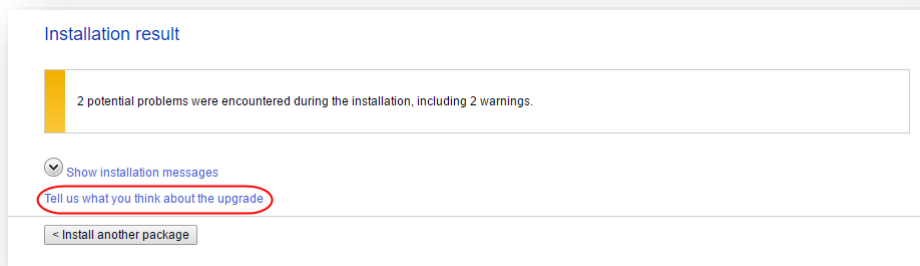 Installation result
2 potential problems were encountered during the installation, including 2 warnings.
Show installation messages
Tell us what you think about the upgrade
< Install another package